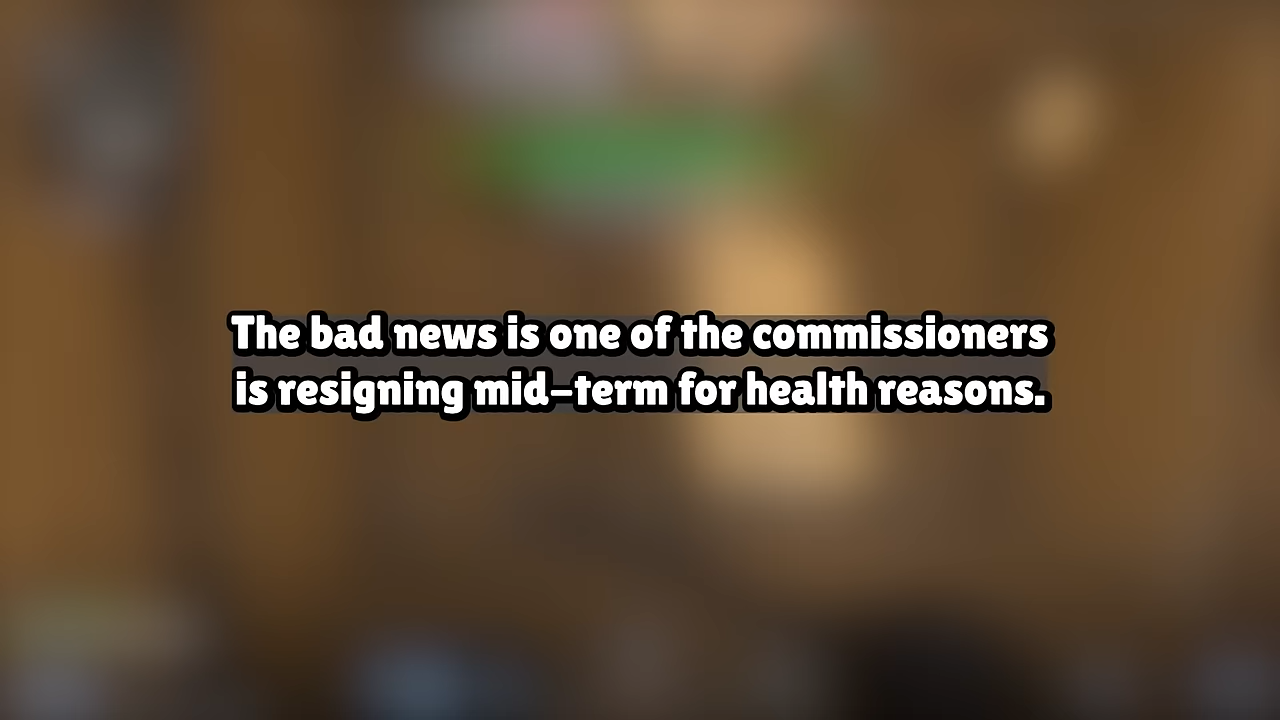 The bad news is one of the commissioners
is resigning mid-term for health reasons.